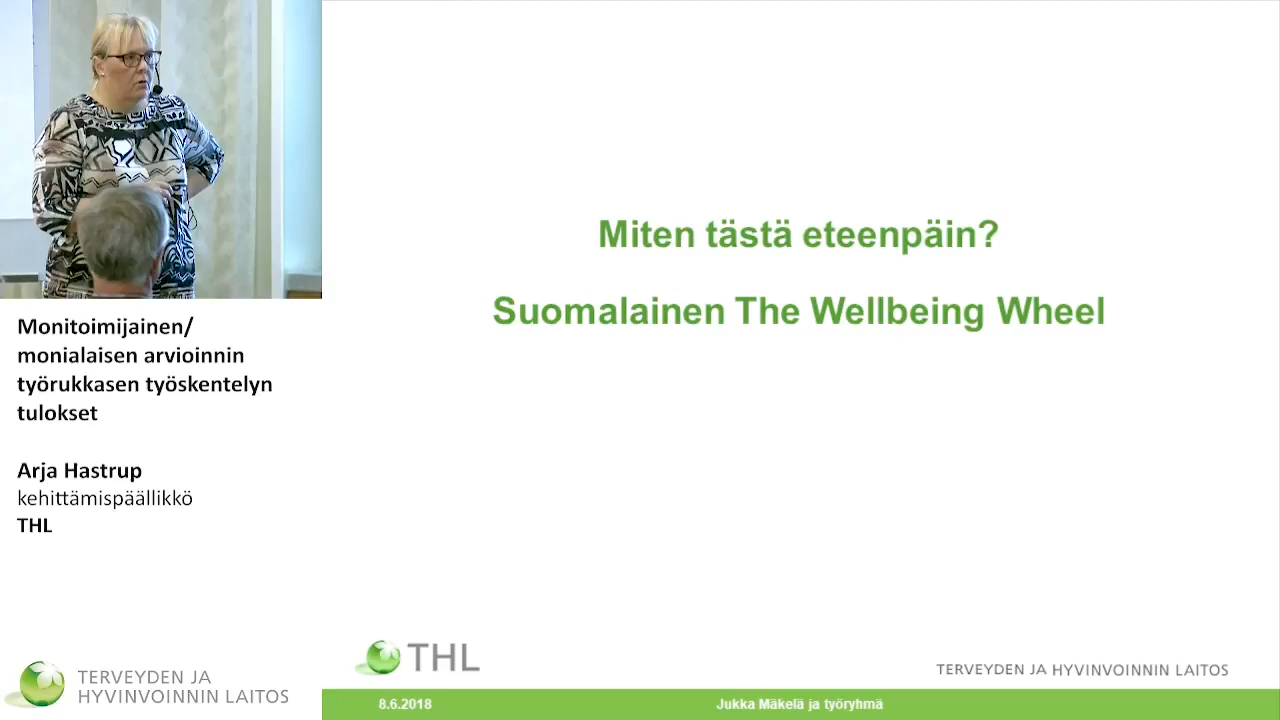 Miten tästä eteenpäin?
Suomalainen The Wellbeing Wheel
Monitoimijainen/
monialaisen arvioinnin
työrukkasen työskentelyn
tulokset
Arja Hastrup
kehittämispäällikkö
THL
TERVEYDEN JA
HYVINVOINNIN LAITOS
THL
TERVEYDEN JA HYVINVOINNIN LAITOS
8.6.2018
Jukka Mäkelä ja työryhmä